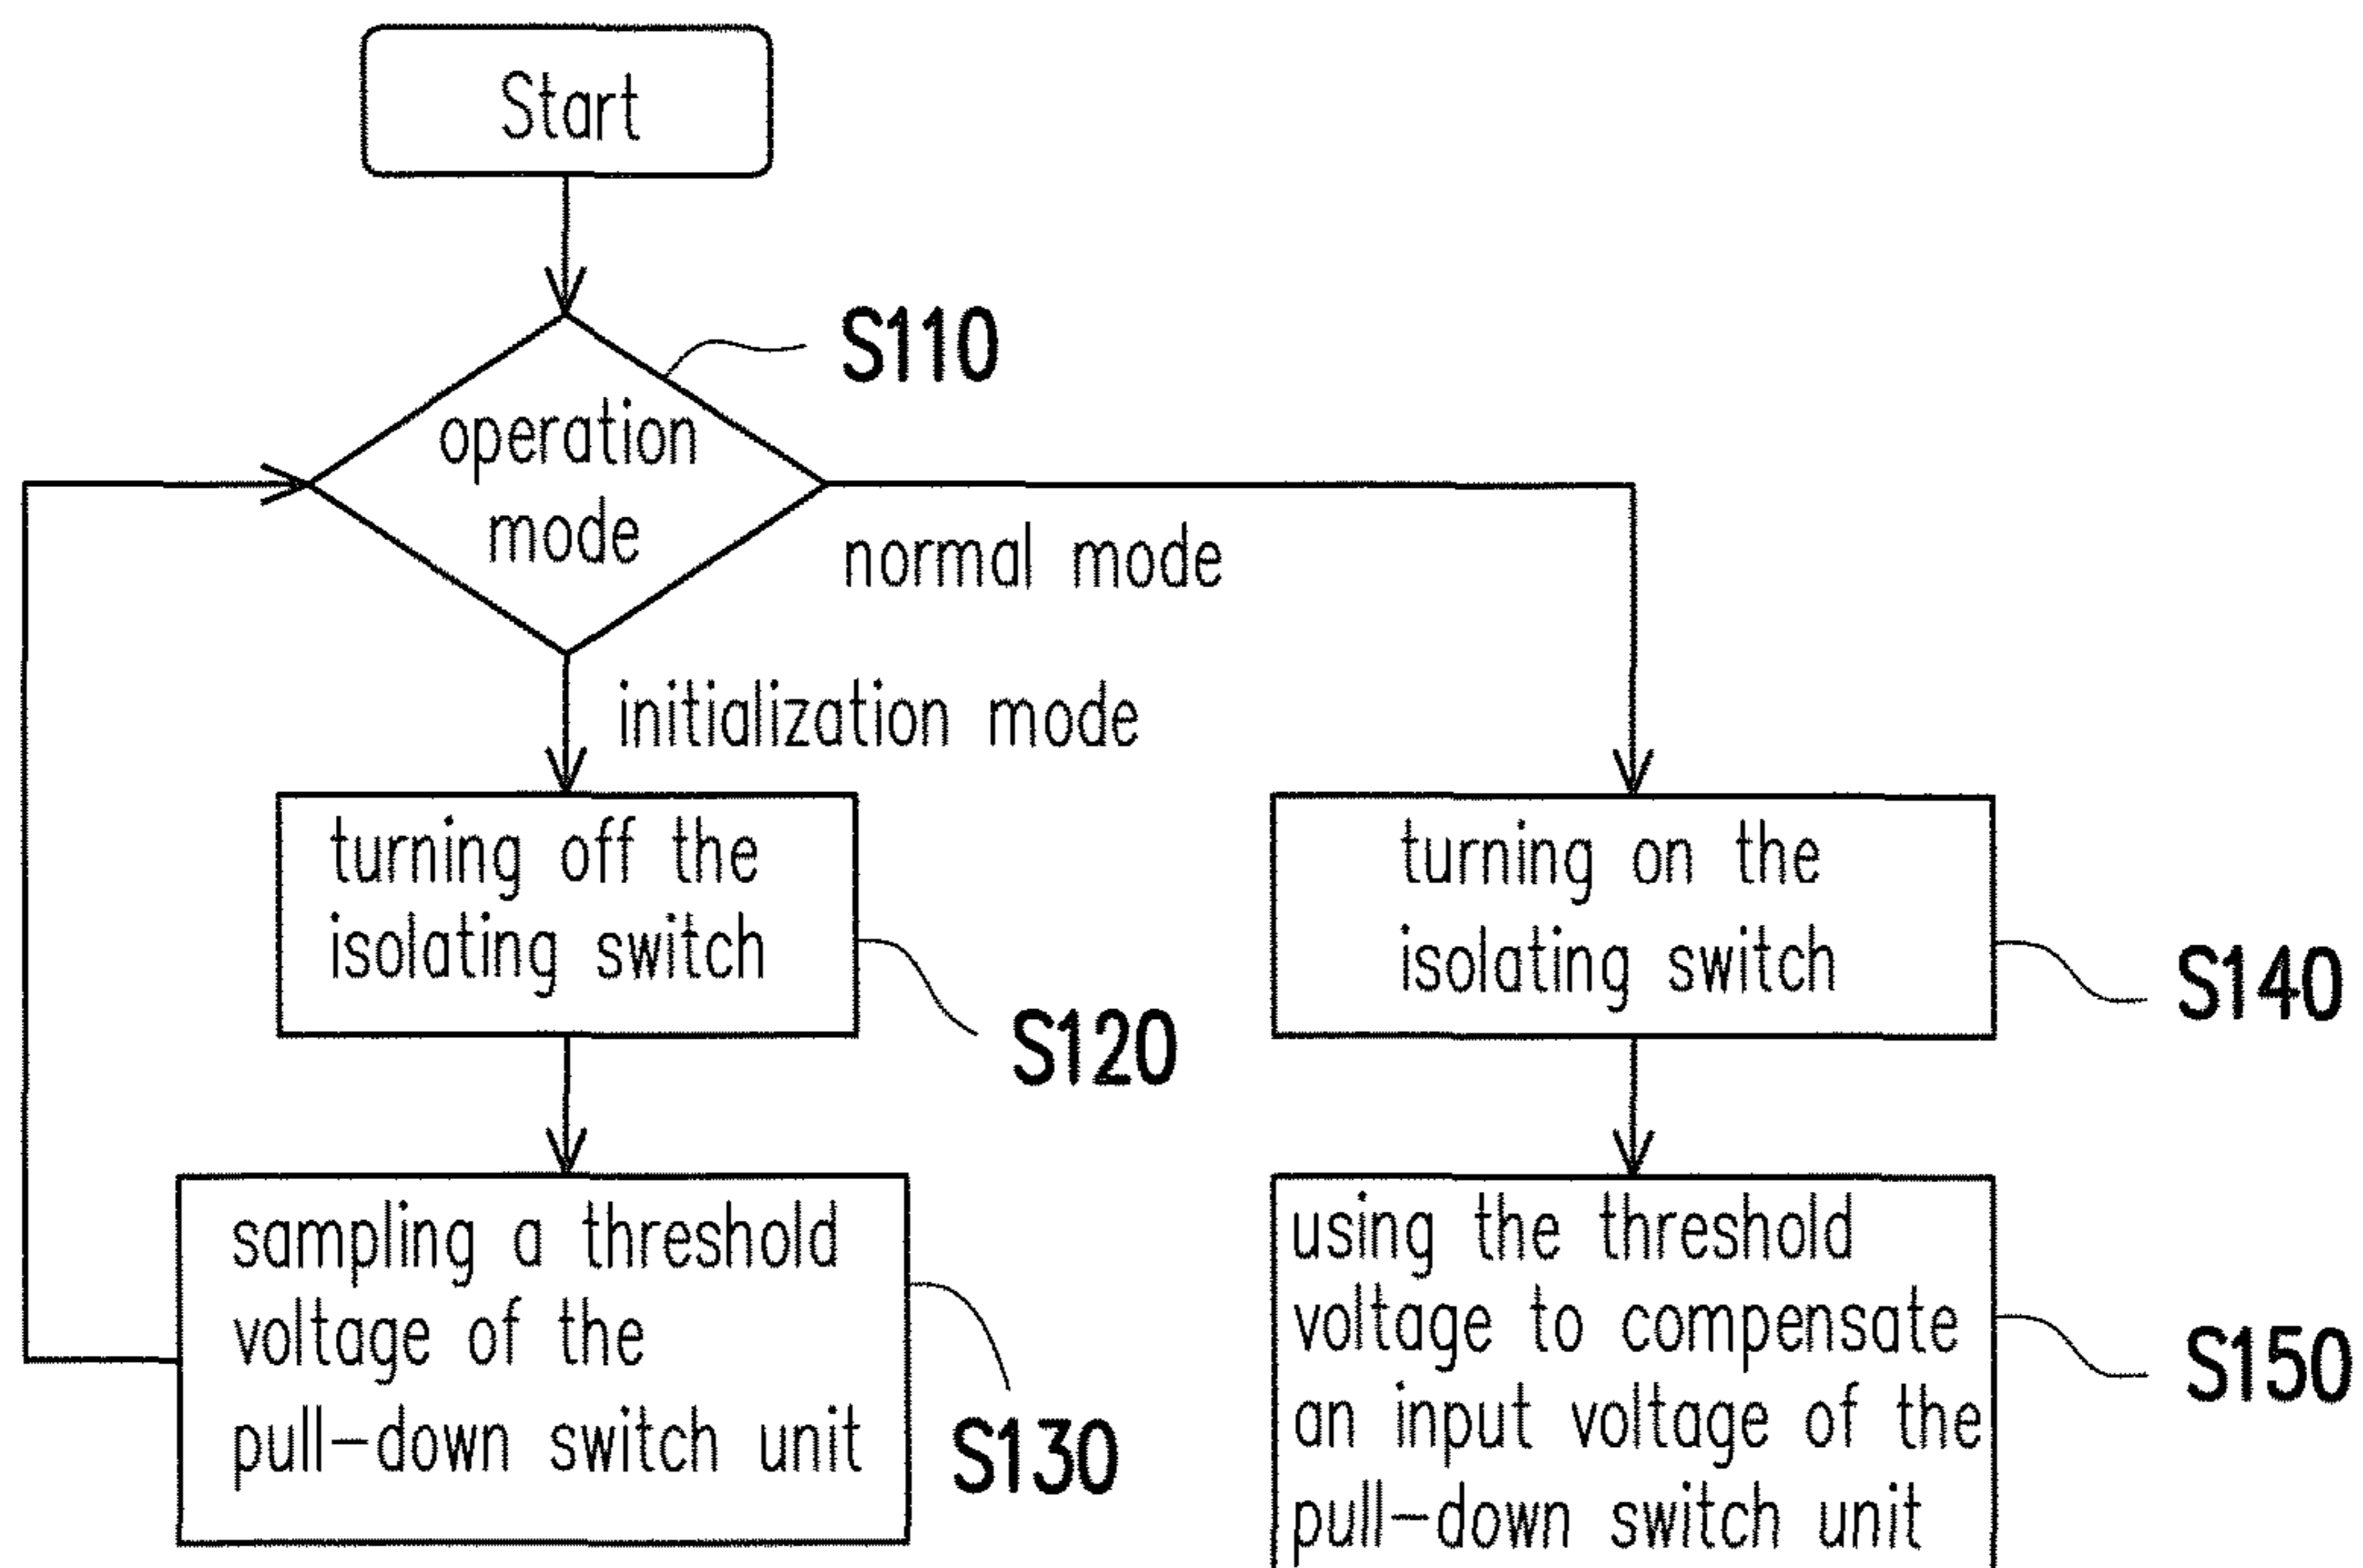 Start
S110
operation
mode
normal mode
initialization mode
turning off the
isolating switch
S120
turning on the
isolating switch
S140
sampling a threshold
voltage of the
pull-down switch unit
S130
using the threshold
voltage to compensate
an input voltage of the
pull-down switch unit
S150